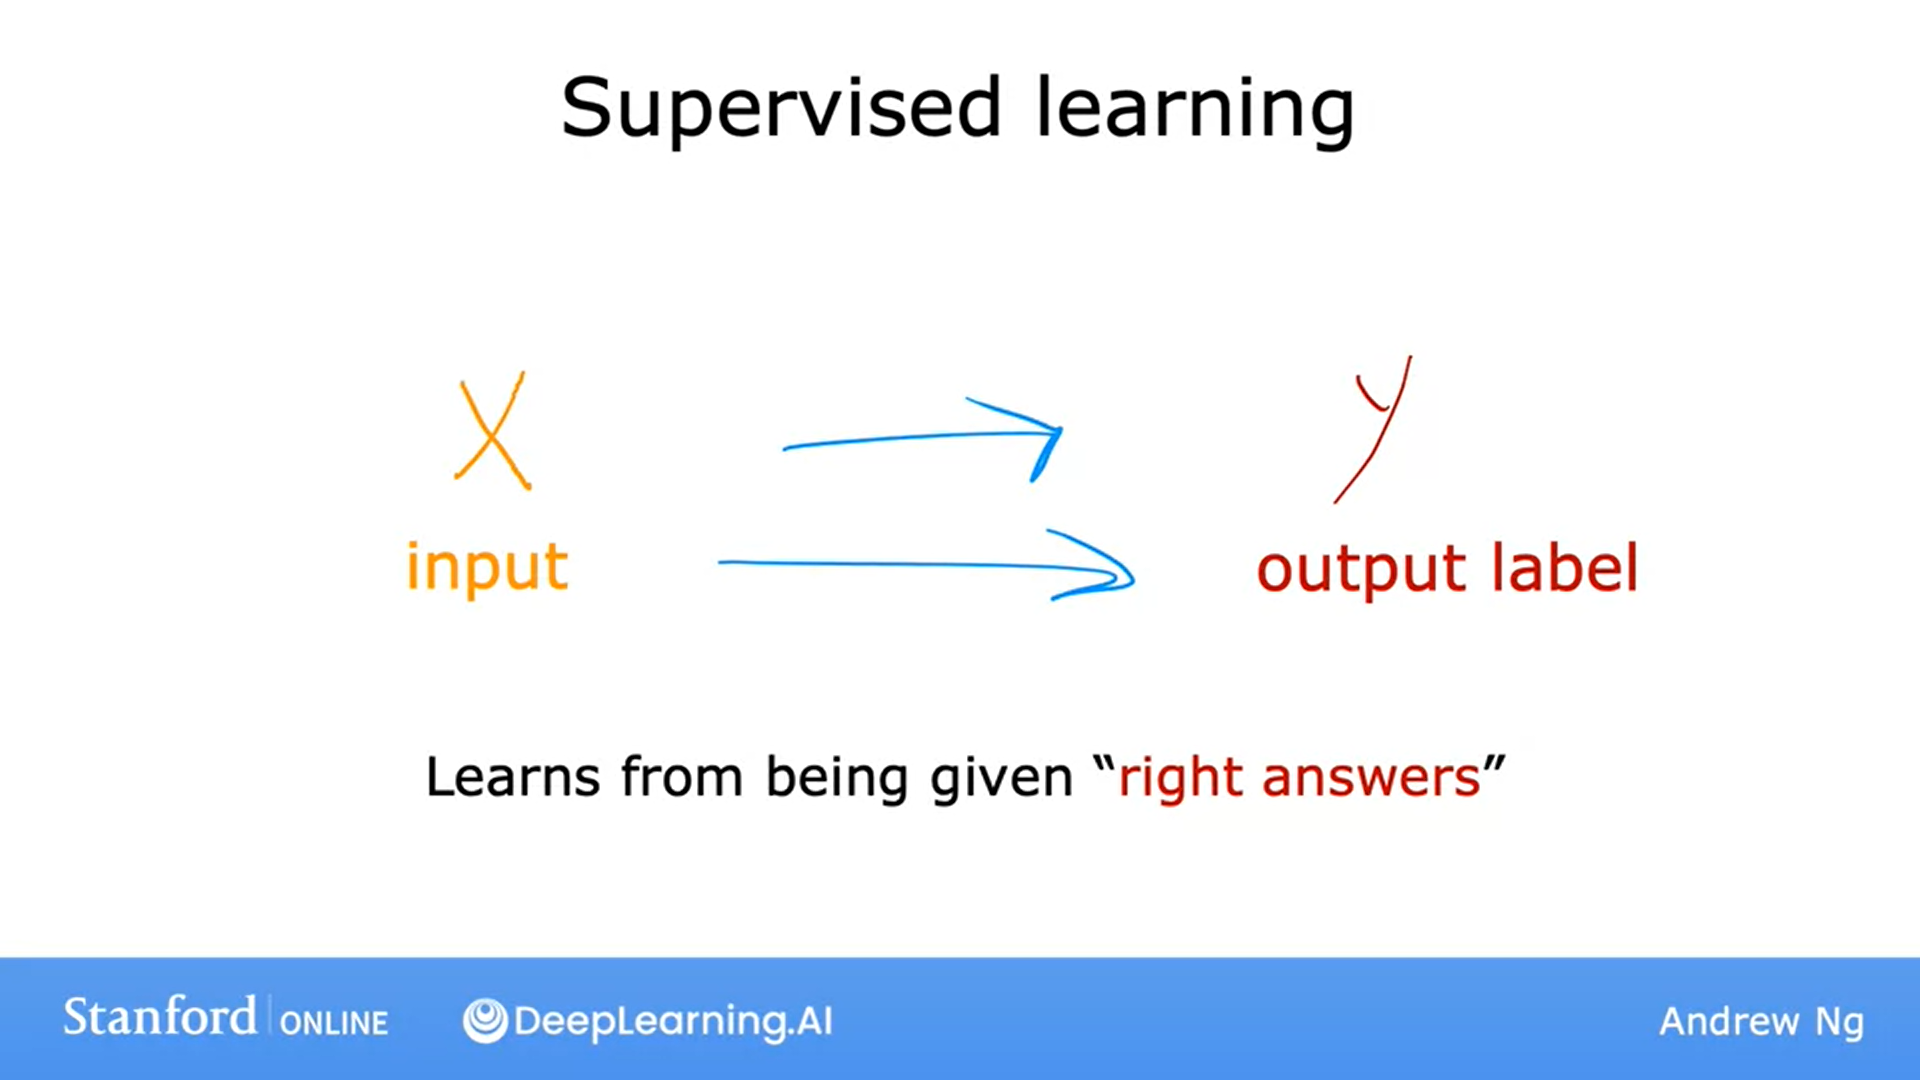 Supervised learning
X y
input output label
Learns from being given “right answers”
Stanford ONLINE DeepLearning.AI Andrew Ng